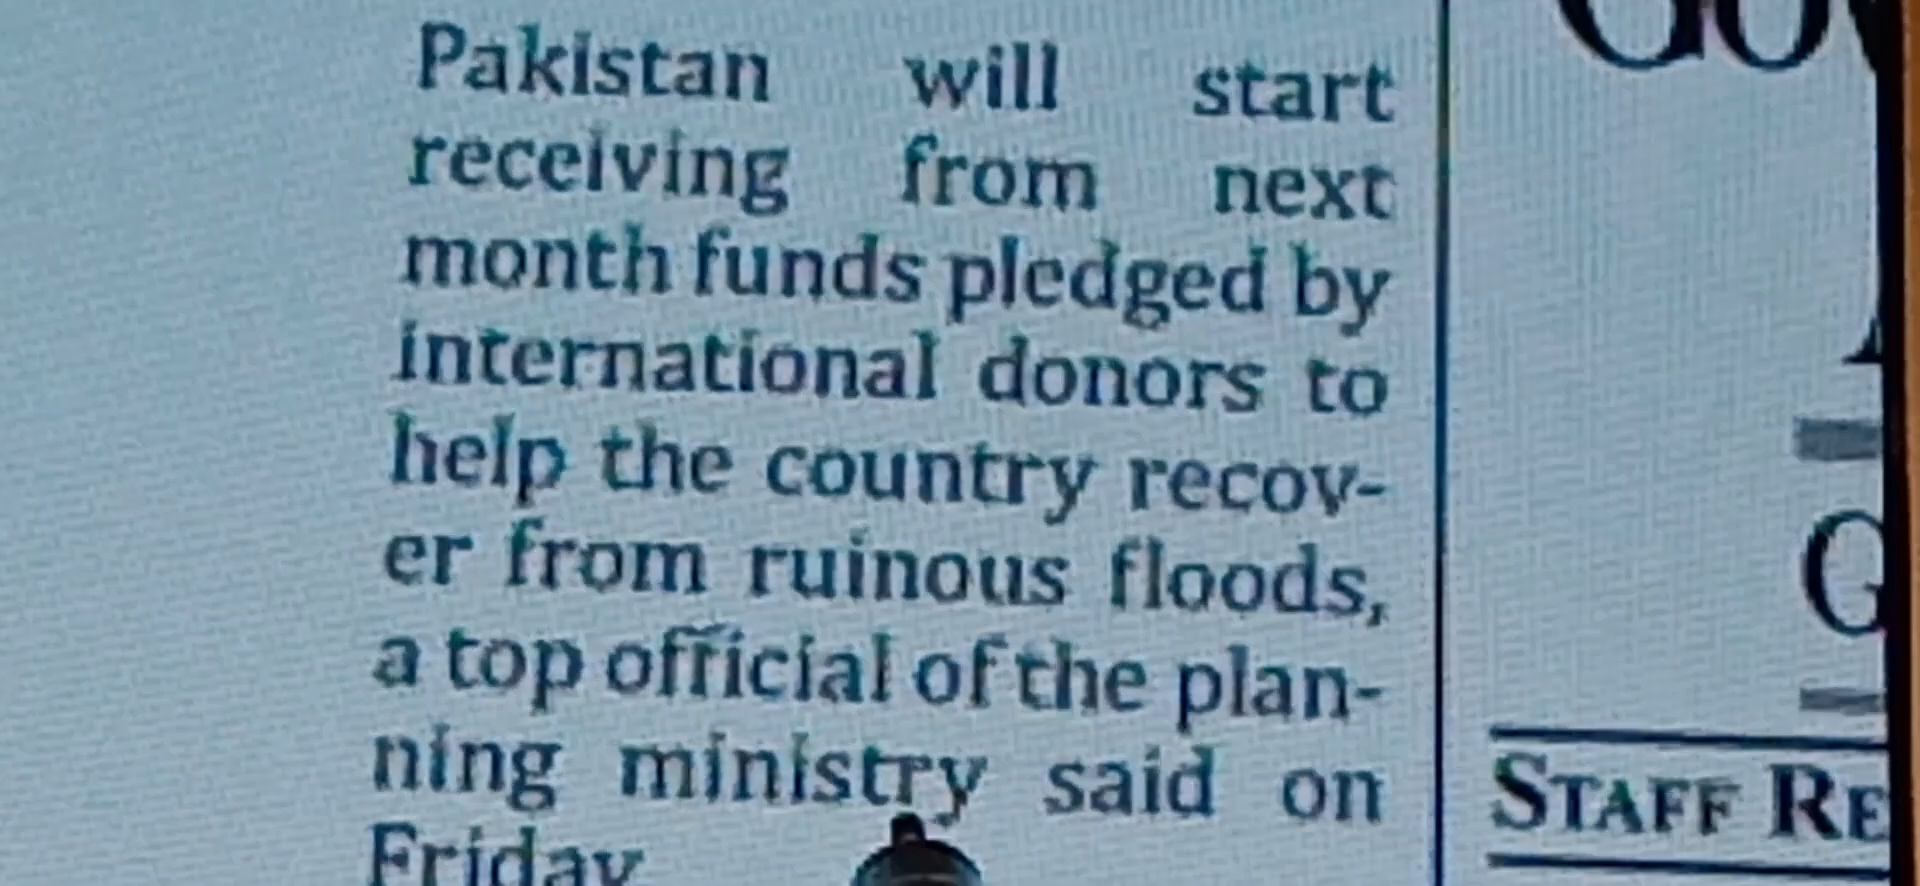 Pakistan will start
receiving from next
month funds pledged by
international donors to
help the country recov-
er from ruinous floods,
a top official of the plan-
ning ministry said on
Friday
STAFF RE